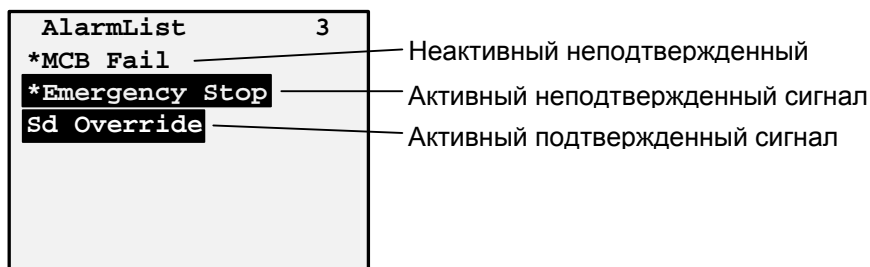 AlarmList 3
*MCB Fail
Неактивный неподтвержденный
*Emergency Stop
Активный неподтвержденный сигнал
Sd Override
Активный подтвержденный сигнал